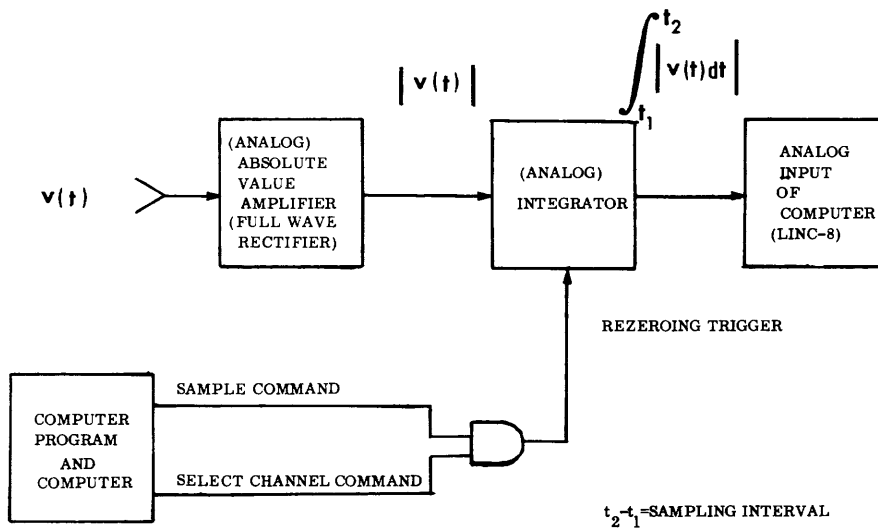 ∫ t2 t1 | v(t) dt |
| v(t) |
v(t)
(ANALOG)
ABSOLUTE
VALUE
AMPLIFIER
(FULL WAVE
RECTIFIER)
(ANALOG)
INTEGRATOR
ANALOG
INPUT
OF
COMPUTER
(LINC-8)
REZEROING TRIGGER
COMPUTER
PROGRAM
AND
COMPUTER
SAMPLE COMMAND
SELECT CHANNEL COMMAND
t2-t1=SAMPLING INTERVAL